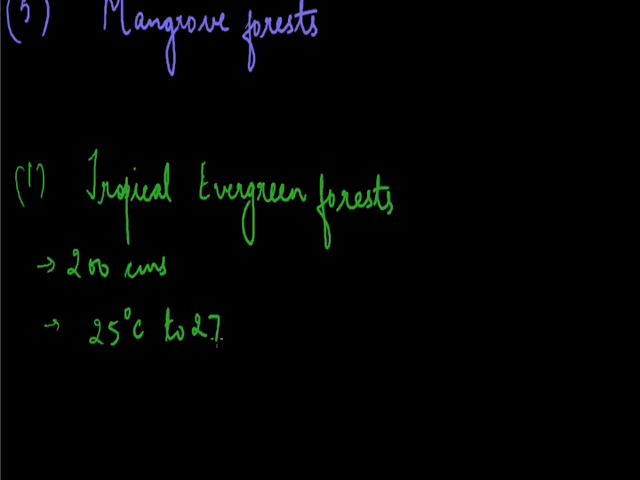 (5) Mangrove forests
(1) Tropical Evergreen forests
→ 200 cms
→ 25°C to 27